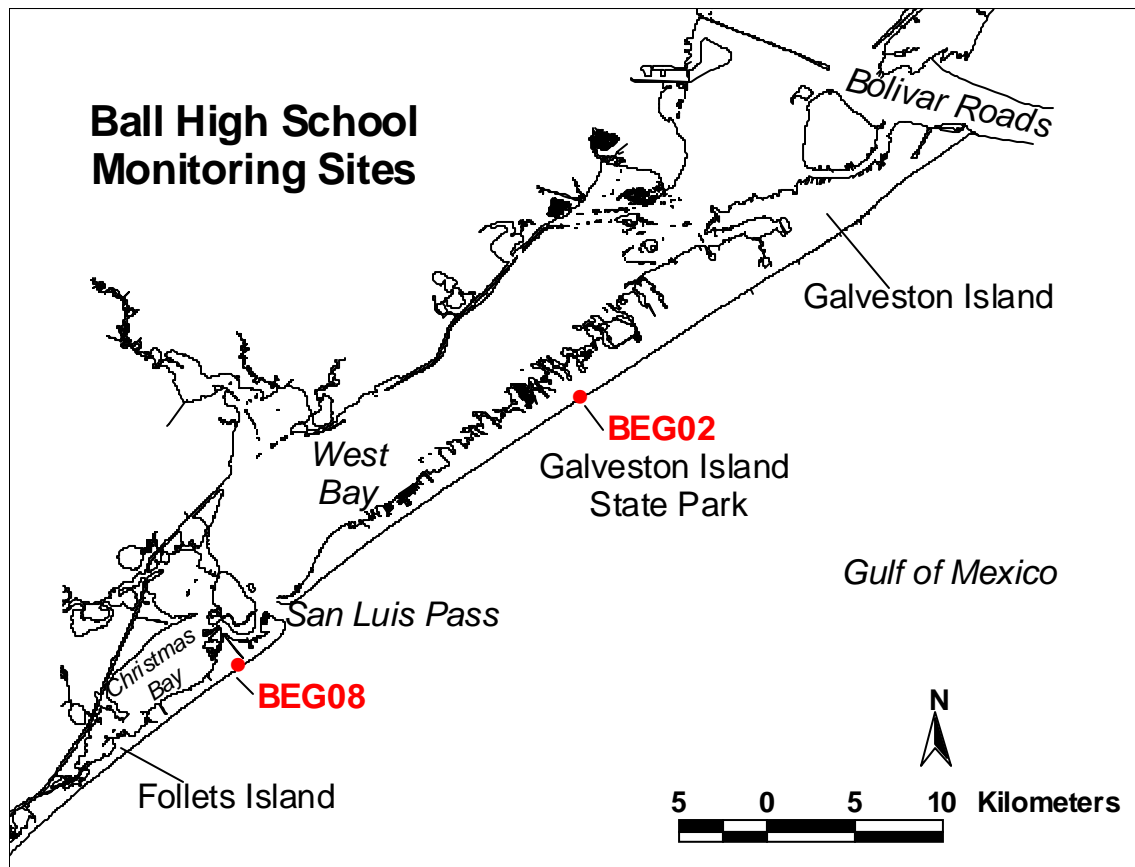 Ball High School
Monitoring Sites
Bolivar Roads
Galveston Island
BEG02
Galveston Island
State Park
West
Bay
Gulf of Mexico
San Luis Pass
Christmas
Bay
BEG08
Follets Island
N
5 0 5 10 Kilometers